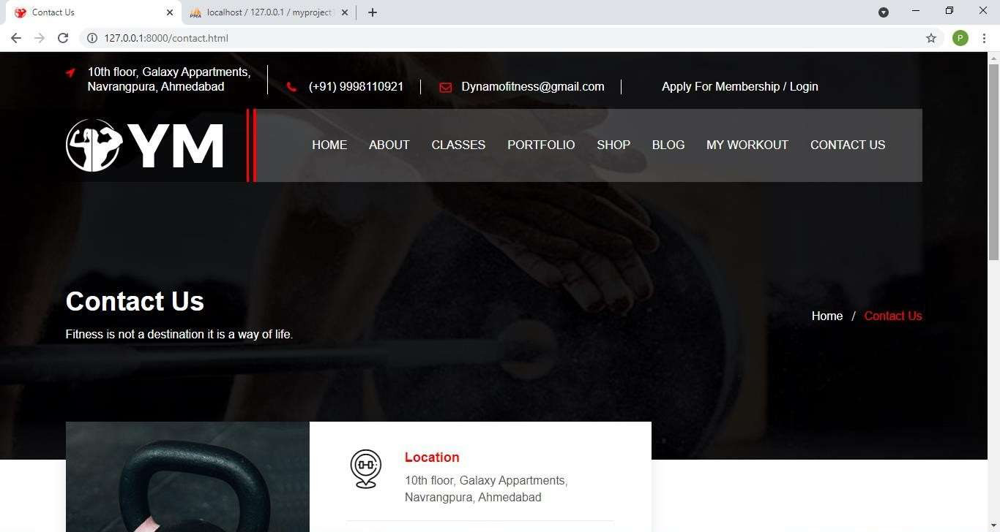 Contact Us
localhost / 127.0.0.1 / myproject
127.0.0.1:8000/contact.html
P
10th floor, Galaxy Appartments,
Navrangpura, Ahmedabad
(+91) 9998110921
Dynamofitness@gmail.com
Apply For Membership / Login
YM
HOME ABOUT CLASSES PORTFOLIO SHOP BLOG MY WORKOUT CONTACT US
Contact Us
Fitness is not a destination it is a way of life.
Home / Contact Us
Location
10th floor, Galaxy Appartments,
Navrangpura, Ahmedabad